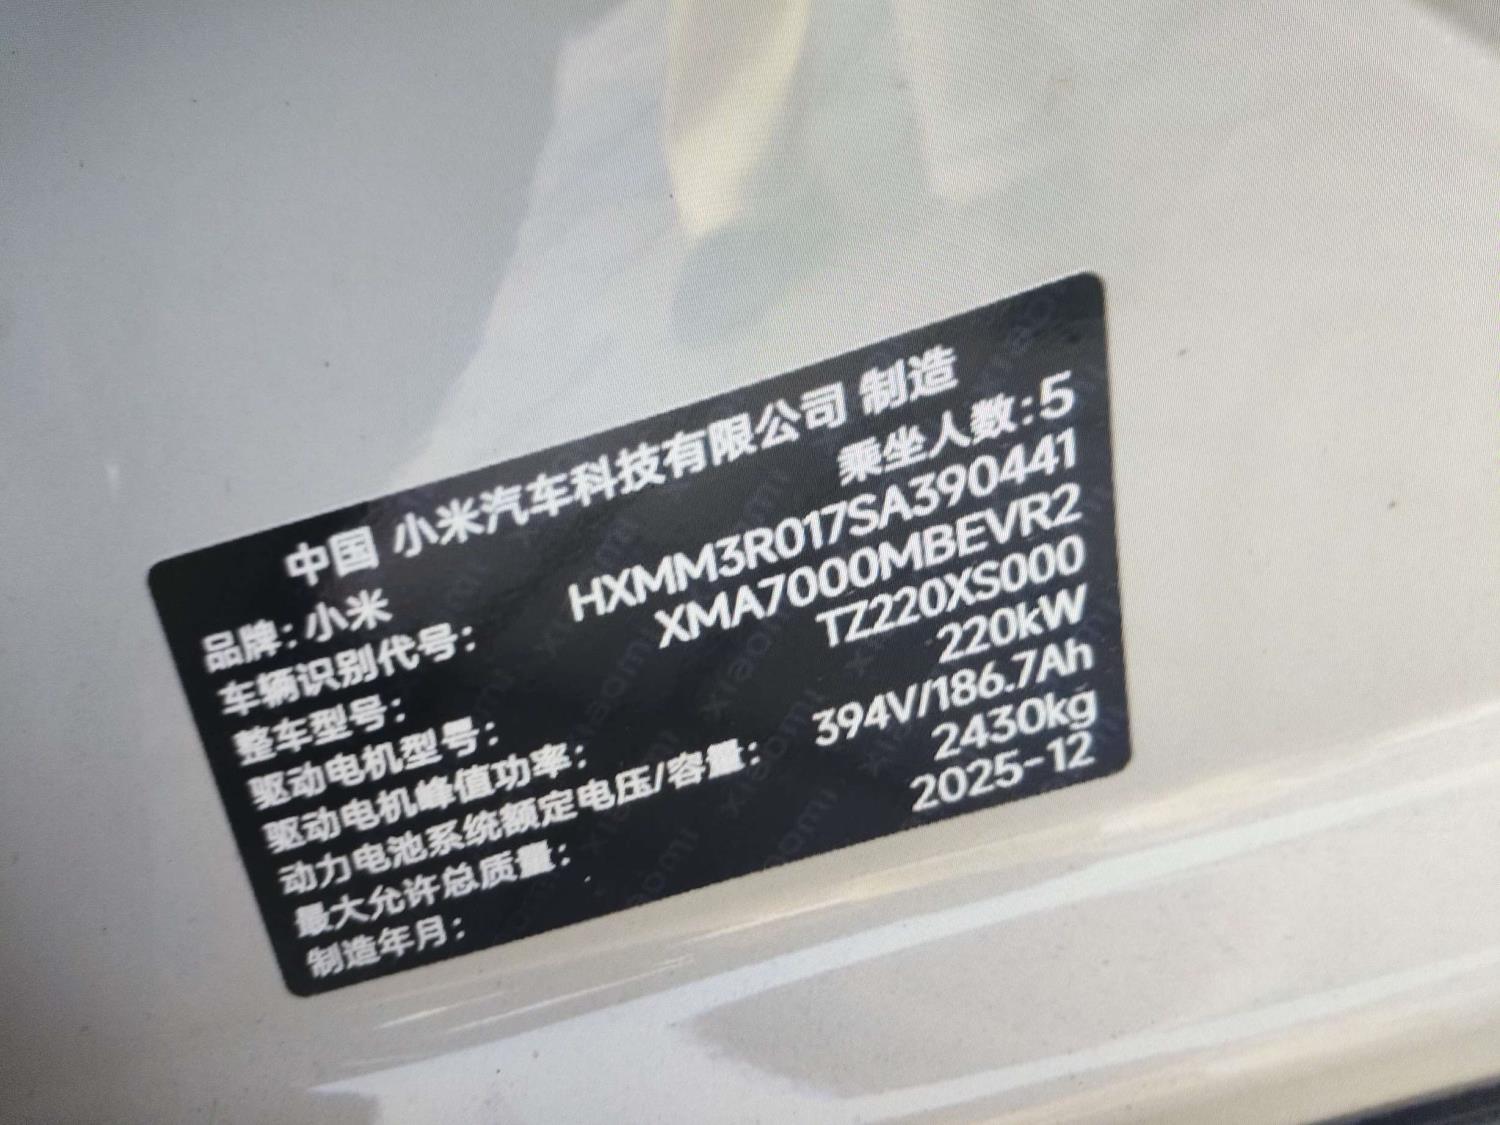 中国 小米汽车科技有限公司 制造
品牌：小米 乘坐人数：5
车辆识别代号： HXMM3R017SA390441
整车型号： XMA7000MBEVR2
驱动电机型号： TZ220XS000
驱动电机峰值功率： 220kW
动力电池系统额定电压/容量： 394V/186.7Ah
最大允许总质量： 2430kg
制造年月： 2025-12